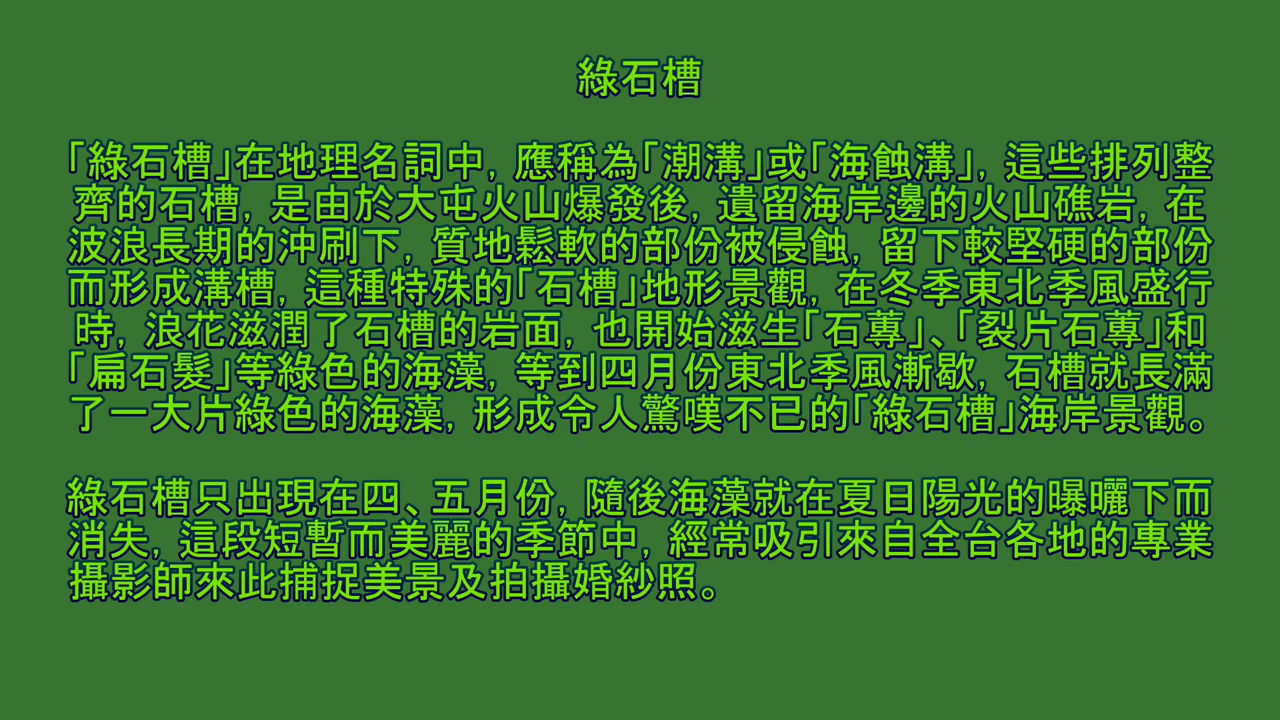 綠石槽
「綠石槽」在地理名詞中, 應稱為「潮溝」或「海蝕溝」, 這些排列整
齊的石槽, 是由於大屯火山爆發後, 遺留海岸邊的火山礁岩, 在
波浪長期的沖刷下, 質地鬆軟的部份被侵蝕, 留下較堅硬的部份
而形成溝槽, 這種特殊的「石槽」地形景觀, 在冬季東北季風盛行
時, 浪花滋潤了石槽的岩面, 也開始滋生「石蓴」、「裂片石蓴」和
「扁石髮」等綠色的海藻, 等到四月份東北季風漸歇, 石槽就長滿
了一大片綠色的海藻, 形成令人驚嘆不已的「綠石槽」海岸景觀。
綠石槽只出現在四、五月份, 隨後海藻就在夏日陽光的曝曬下而
消失, 這段短暫而美麗的季節中, 經常吸引來自全台各地的專業
攝影師來此捕捉美景及拍攝婚紗照。